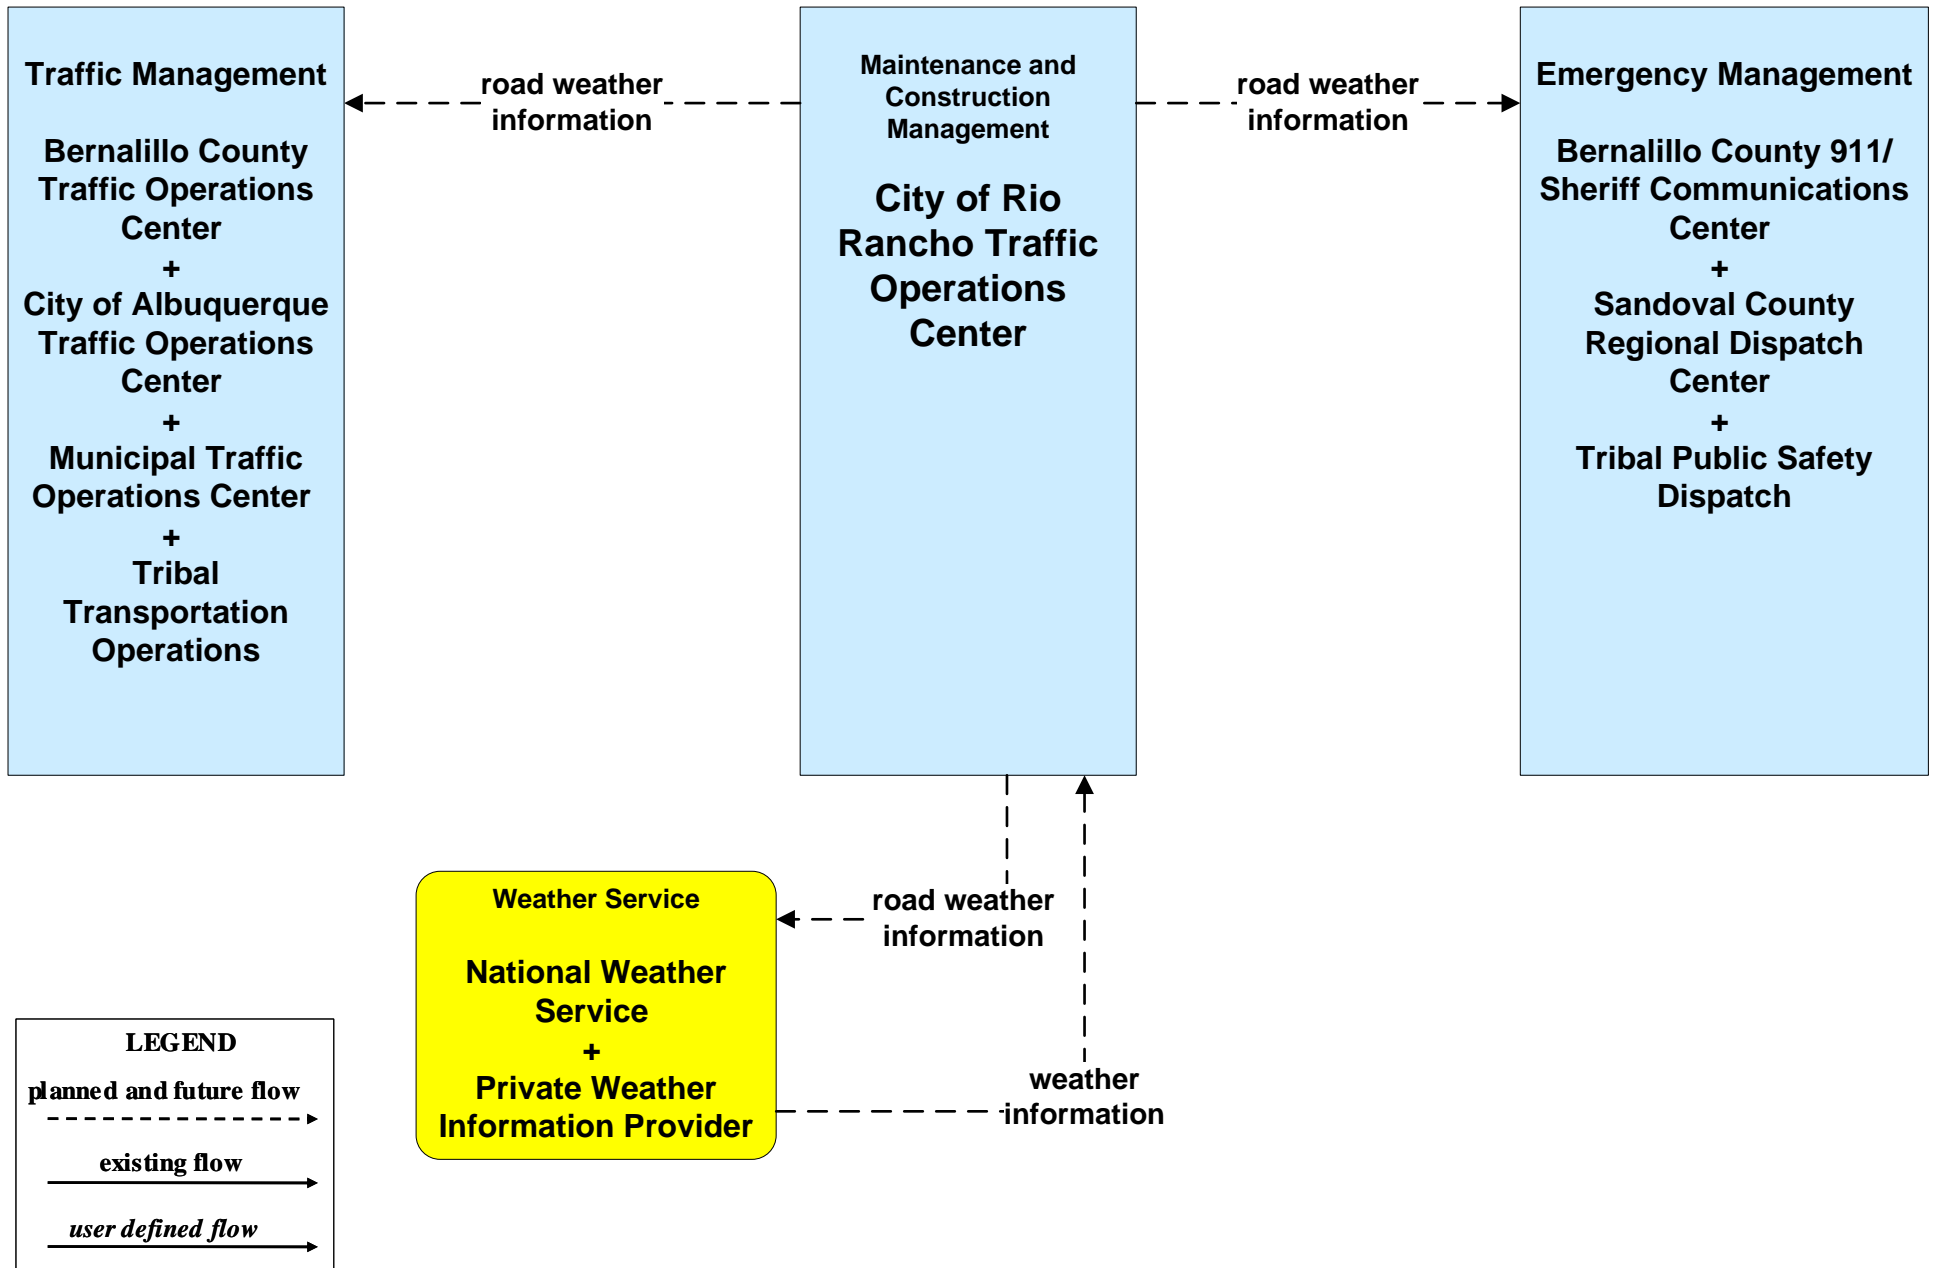 Traffic Management
Bernalillo County
Traffic Operations
Center
+
City of Albuquerque
Traffic Operations
Center
+
Municipal Traffic
Operations Center
+
Tribal
Transportation
Operations
road weather
information
Maintenance and
Construction
Management
City of Rio
Rancho Traffic
Operations
Center
road weather
information
Emergency Management
Bernalillo County 911/
Sheriff Communications
Center
+
Sandoval County
Regional Dispatch
Center
+
Tribal Public Safety
Dispatch
Weather Service
National Weather
Service
+
Private Weather
Information Provider
road weather
information
weather
information
LEGEND
planned and future flow
existing flow
user defined flow